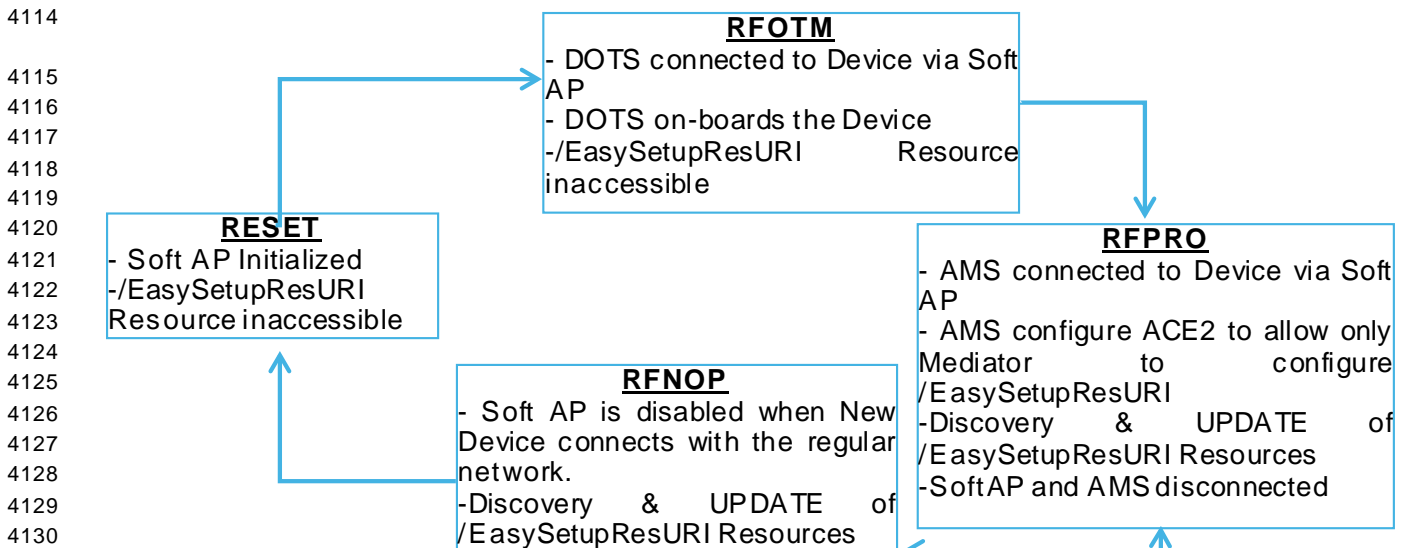 4114
4115
4116
4117
4118
4119
4120
4121
4122
4123
4124
4125
4126
4127
4128
4129
4130
RFOTM
- DOTS connected to Device via Soft
AP
- DOTS on-boards the Device
-/EasySetupResURI Resource
inaccessible
RESET
- Soft AP Initialized
-/EasySetupResURI
Resource inaccessible
RFPRO
- AMS connected to Device via Soft
AP
- AMS configure ACE2 to allow only
Mediator to configure
/EasySetupResURI
-Discovery & UPDATE of
/EasySetupResURI Resources
-SoftAP and AMS disconnected
RFNOP
- Soft AP is disabled when New
Device connects with the regular
network.
-Discovery & UPDATE of
/EasySetupResURI Resources